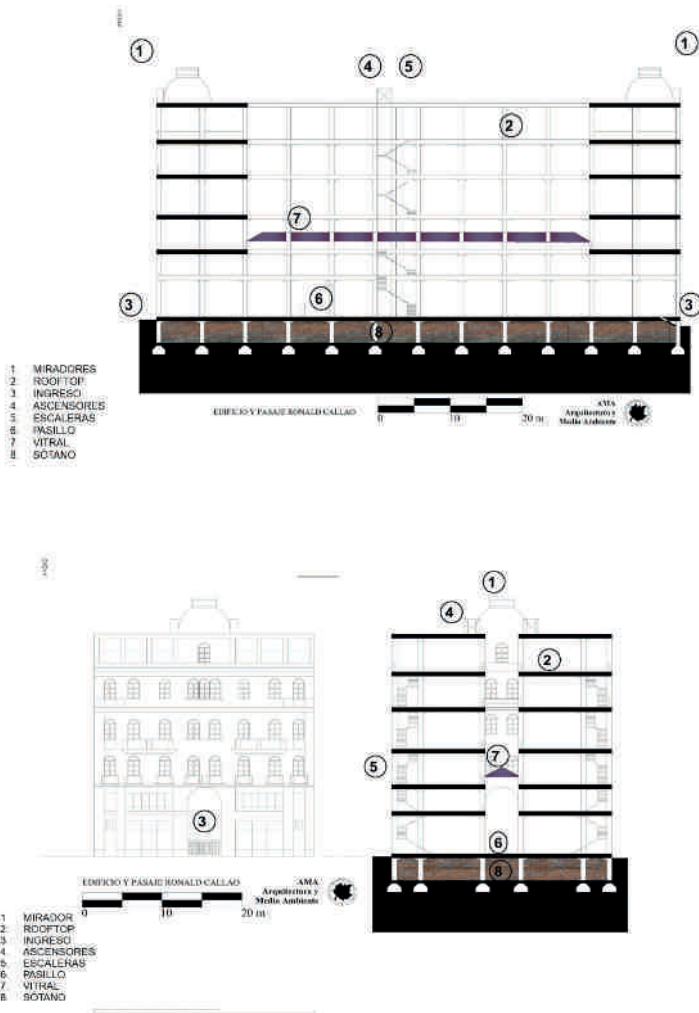 1
1
4
5
2
7
6
3
3
8
1 MIRADORES
2 ROOFTOP
3 INGRESO
4 ASCENSORES
5 ESCALERAS
6 PASILLO
7 VITRAL
8 SÓTANO
EDIFICIO Y PASAJE RONALD CALLAO
0 10 20 m
AMA
Arquitectura y
Medio Ambiente
1
4
2
5
7
3
6
8
EDIFICIO Y PASAJE RONALD CALLAO
0 10 20 m
AMA
Arquitectura y
Medio Ambiente
1 MIRADOR
2 ROOFTOP
3 INGRESO
4 ASCENSORES
5 ESCALERAS
6 PASILLO
7 VITRAL
8 SÓTANO